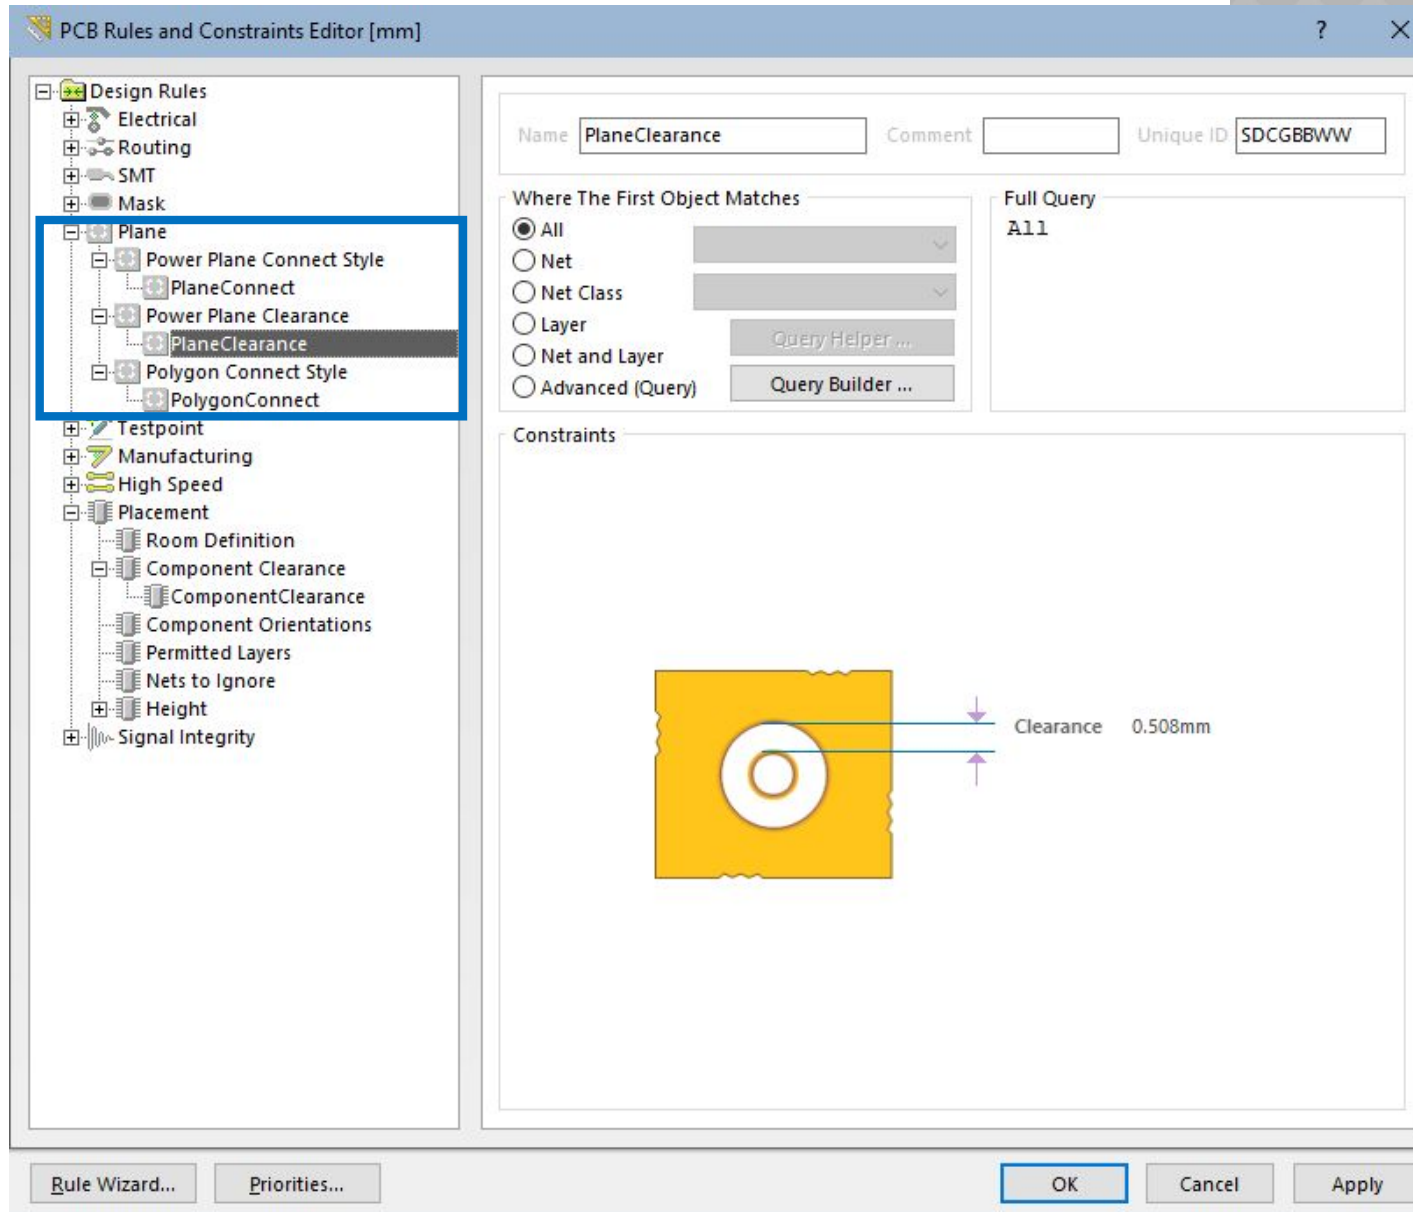 PCB Rules and Constraints Editor [mm]
?
Design Rules
Electrical
Routing
SMT
Mask
Plane
Power Plane Connect Style
PlaneConnect
Power Plane Clearance
PlaneClearance
Polygon Connect Style
PolygonConnect
Testpoint
Manufacturing
High Speed
Placement
Room Definition
Component Clearance
ComponentClearance
Component Orientations
Permitted Layers
Nets to Ignore
Height
Signal Integrity
Name PlaneClearance Comment Unique ID SDCGBBWW
Where The First Object Matches
All
Net
Net Class
Layer
Net and Layer
Advanced (Query)
Query Helper ...
Query Builder ...
Full Query
All
Constraints
Clearance 0.508mm
Rule Wizard... Priorities... OK Cancel Apply